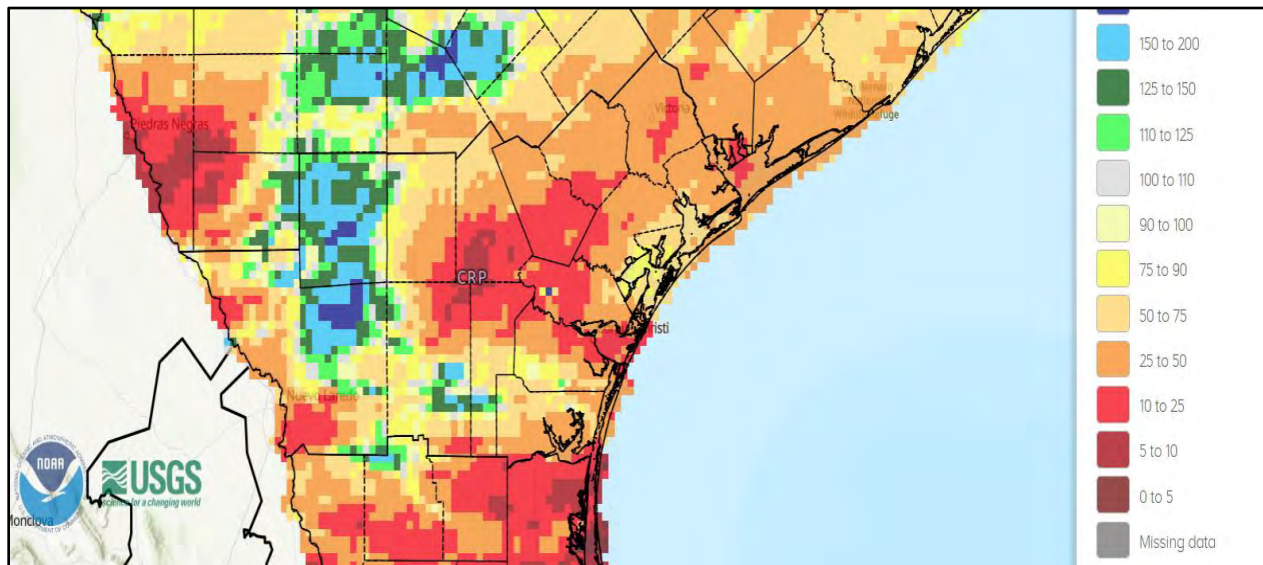 150 to 200
125 to 150
110 to 125
100 to 110
90 to 100
75 to 90
50 to 75
25 to 50
10 to 25
5 to 10
0 to 5
Missing data
Piedras Negras
Victoria
CRP
risti
Nuevo Laredo
Monclova
NOAA
USGS
science for a changing world